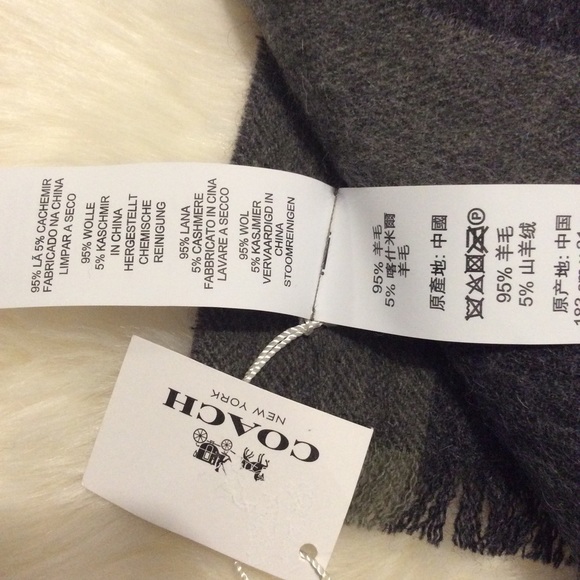 95% LÃ 5% CACHEMIR
FABRICADO NA CHINA
LIMPAR A SECO
95% WOLLE
5% KASCHMIR
IN CHINA
HERGESTELLT
CHEMISCHE
REINIGUNG
95% LANA
5% CASHMERE
FABBRICATO IN CINA
LAVARE A SECCO
95% WOL
5% KASJMIER
VERVAARDIGD IN
CHINA
STOOMREINIGEN
95% 羊毛
5% 喀什米爾
羊毛
原產地: 中國
P
95% 羊毛
5% 山羊绒
原产地: 中国
COACH
NEW YORK